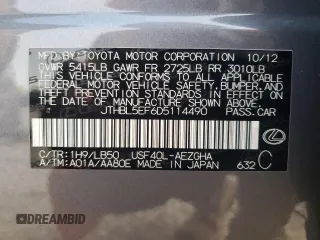 MFD.BY:TOYOTA MOTOR CORPORATION 10/12
GVWR 5415LB GAWR FR 2725LB RR 3010LB
THIS VEHICLE CONFORMS TO ALL APPLICABLE
FEDERAL MOTOR VEHICLE SAFETY, BUMPER, AND
THEFT PREVENTION STANDARDS IN EFFECT ON
THE DATE OF MANUFACTURE SHOWN ABOVE.
JTHBL5EF6D5114490 PASS.CAR
C/TR:1H9/LB50 USF40L-AEZGHA
A/TM:A01A/AA80E MADE IN JAPAN 632 C
DREAMBID
dreambid.com